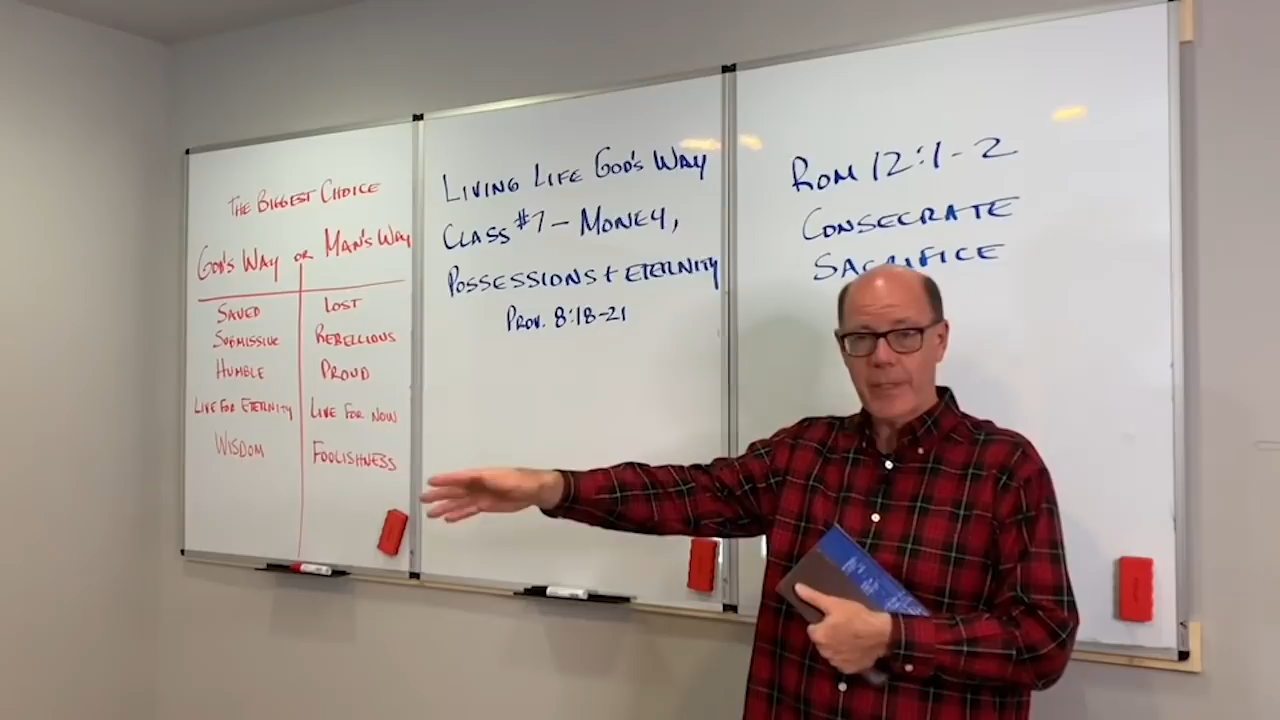 THE BIGGEST CHOICE
GOD'S WAY OR MAN'S WAY
SAVED LOST
SUBMISSIVE REBELLIOUS
HUMBLE PROUD
LIVE FOR ETERNITY LIVE FOR NOW
WISDOM FOOLISHNESS
LIVING LIFE GOD'S WAY
CLASS #7 - MONEY,
POSSESSIONS + ETERNITY
PROV. 8:18-21
ROM 12:1-2
CONSECRATE
SACRIFICE